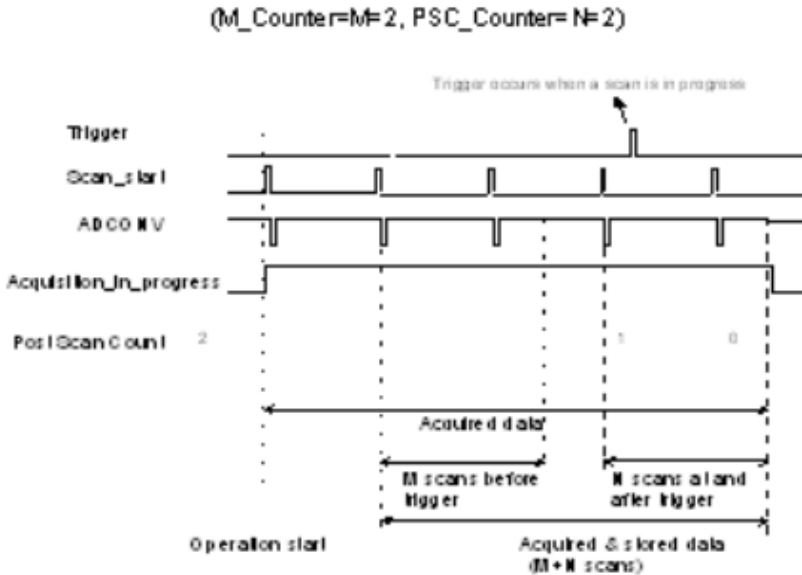 (M_Counter=M=2, PSC_Counter=N=2)
Trigger occurs when a scan is in progress
Trigger
Scan_start
ADCONV
Acquisition_in_progress
PostScanCount 2 1 0
Acquired data
M scans before
trigger
N scans at and
after trigger
Operation start
Acquired & stored data
(M+N scans)